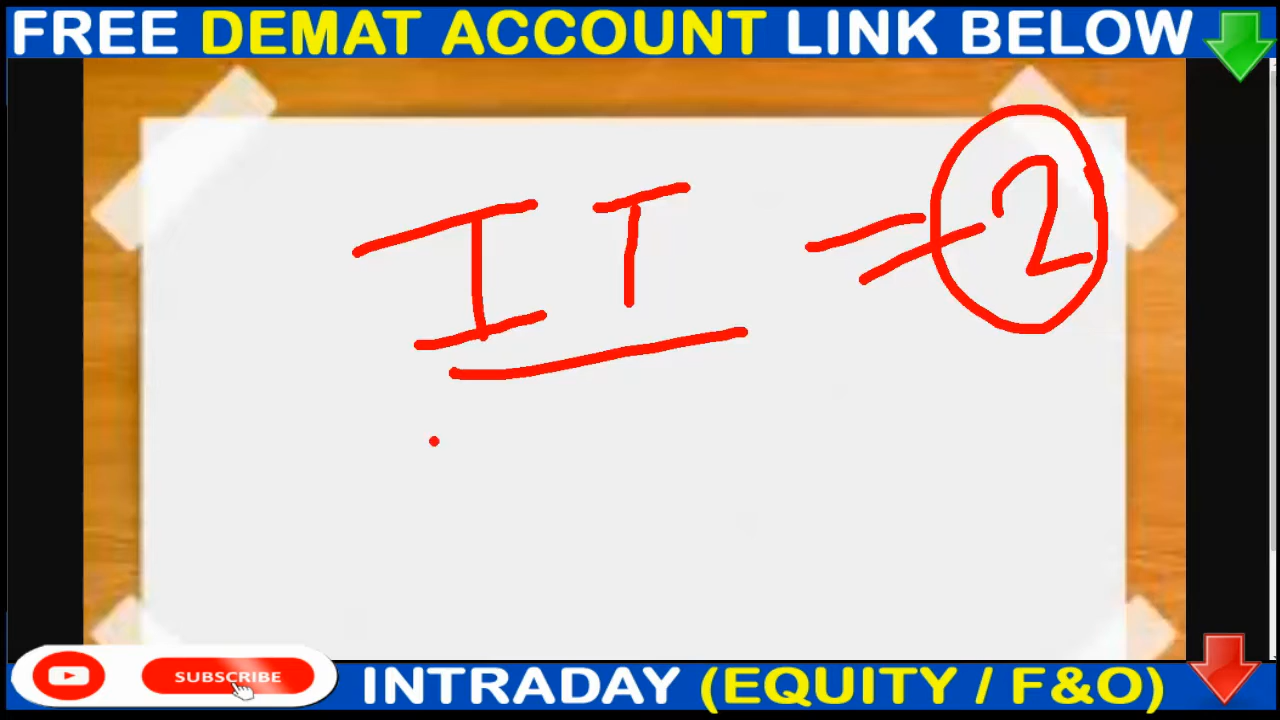 FREE DEMAT ACCOUNT LINK BELOW
IT = 2
SUBSCRIBE
INTRADAY (EQUITY / F&O)